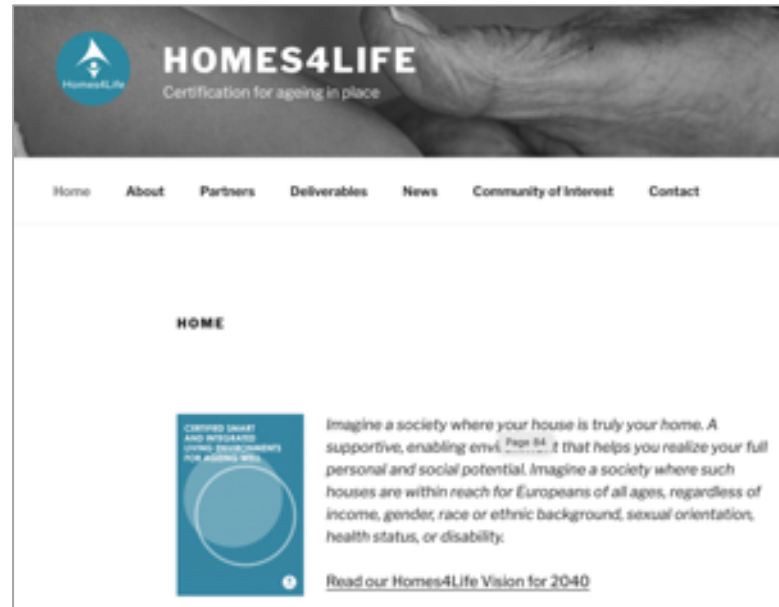 HOMES4LIFE
Homes4Life
Certification for ageing in place
Home About Partners Deliverables News Community of Interest Contact
HOME
CERTIFIED SMART
AND INTEGRATED
LIVING ENVIRONMENTS
FOR AGEING WELL
Imagine a society where your house is truly your home. A
supportive, enabling envi t that helps you realize your full
Page 84
personal and social potential. Imagine a society where such
houses are within reach for Europeans of all ages, regardless of
income, gender, race or ethnic background, sexual orientation,
health status, or disability.
Read our Homes4Life Vision for 2040